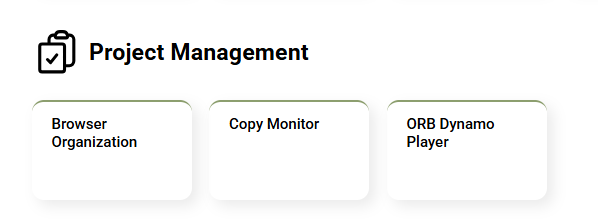 Project Management
Browser
Organization
Copy Monitor
ORB Dynamo
Player